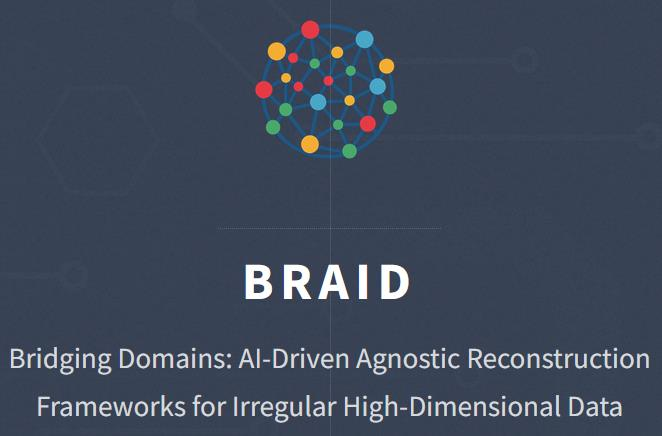 BRAID
Bridging Domains: AI-Driven Agnostic Reconstruction
Frameworks for Irregular High-Dimensional Data